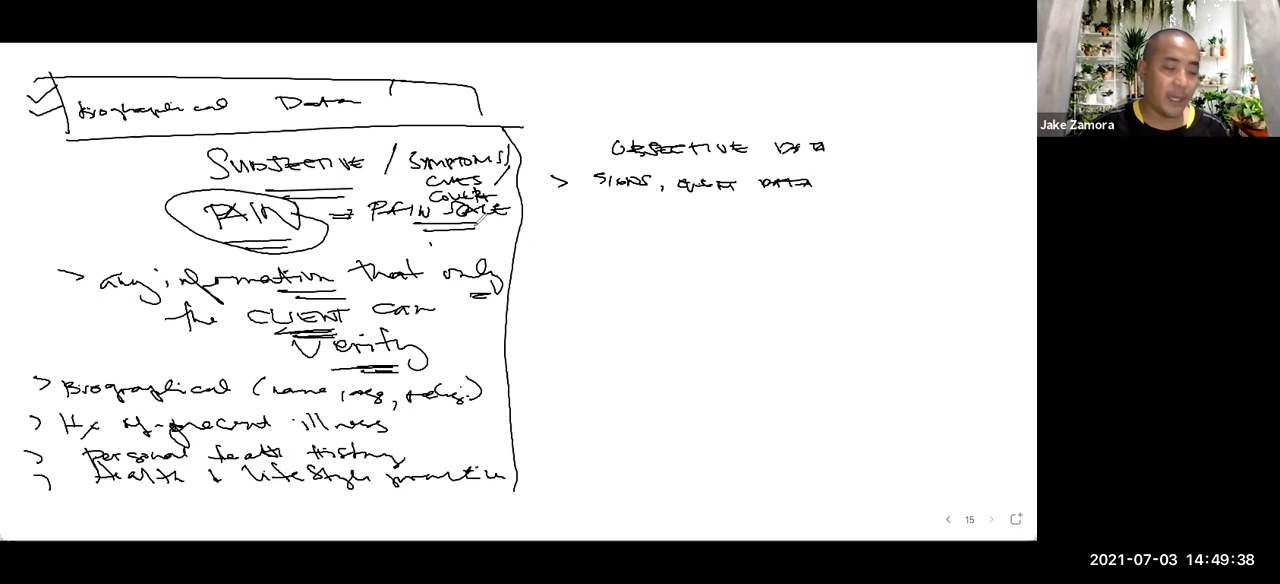 Biographical Data
SUBJECTIVE / SYMPTOMS /
CUES
COVERT
PAIN => PAIN SCALE
> any information that only
the CLIENT can
Verify
> Biographical (name, age, relig.)
> Hx of present illness
> Personal health history
> Health & lifestyle practice
OBJECTIVE DATA
> SIGNS, OVERT DATA
Jake Zamora
15
2021-07-03 14:49:38